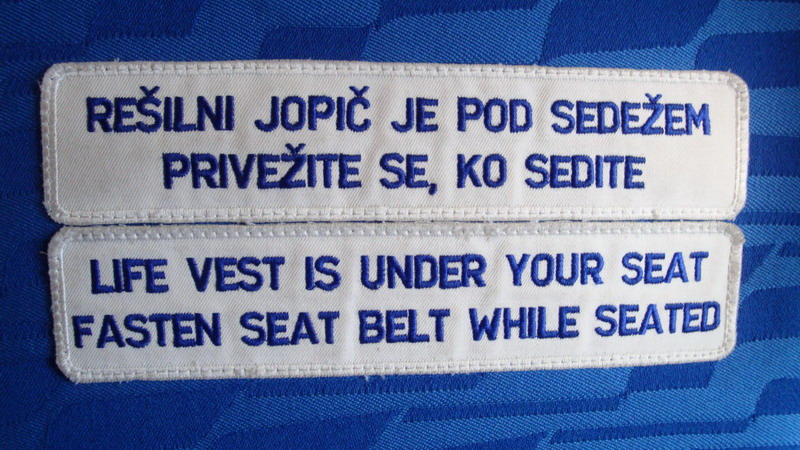 REŠILNI JOPIČ JE POD SEDEŽEM
PRIVEŽITE SE, KO SEDITE
LIFE VEST IS UNDER YOUR SEAT
FASTEN SEAT BELT WHILE SEATED